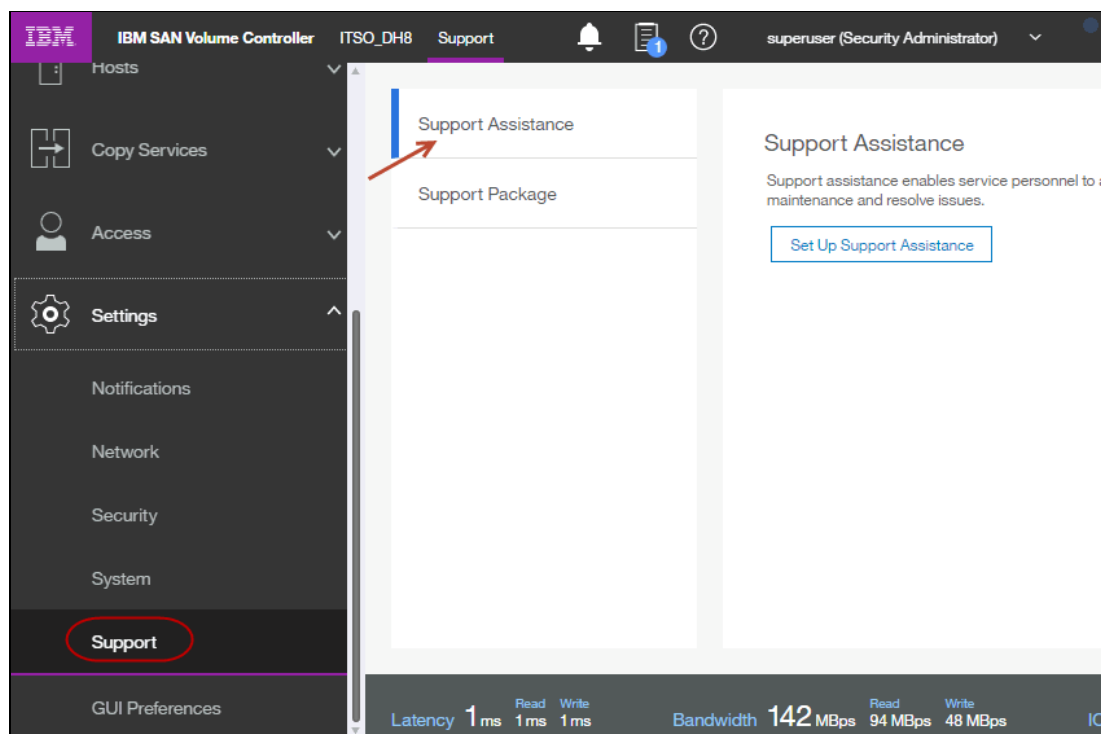 IBM IBM SAN Volume Controller ITSO_DH8 Support 1 ? superuser (Security Administrator)
Hosts
Copy Services
Access
Settings
Notifications
Network
Security
System
Support
GUI Preferences
Support Assistance
Support Package
Support Assistance
Support assistance enables service personnel to
maintenance and resolve issues.
Set Up Support Assistance
Latency 1 ms Read 1 ms Write 1 ms Bandwidth 142 MBps Read 94 MBps Write 48 MBps